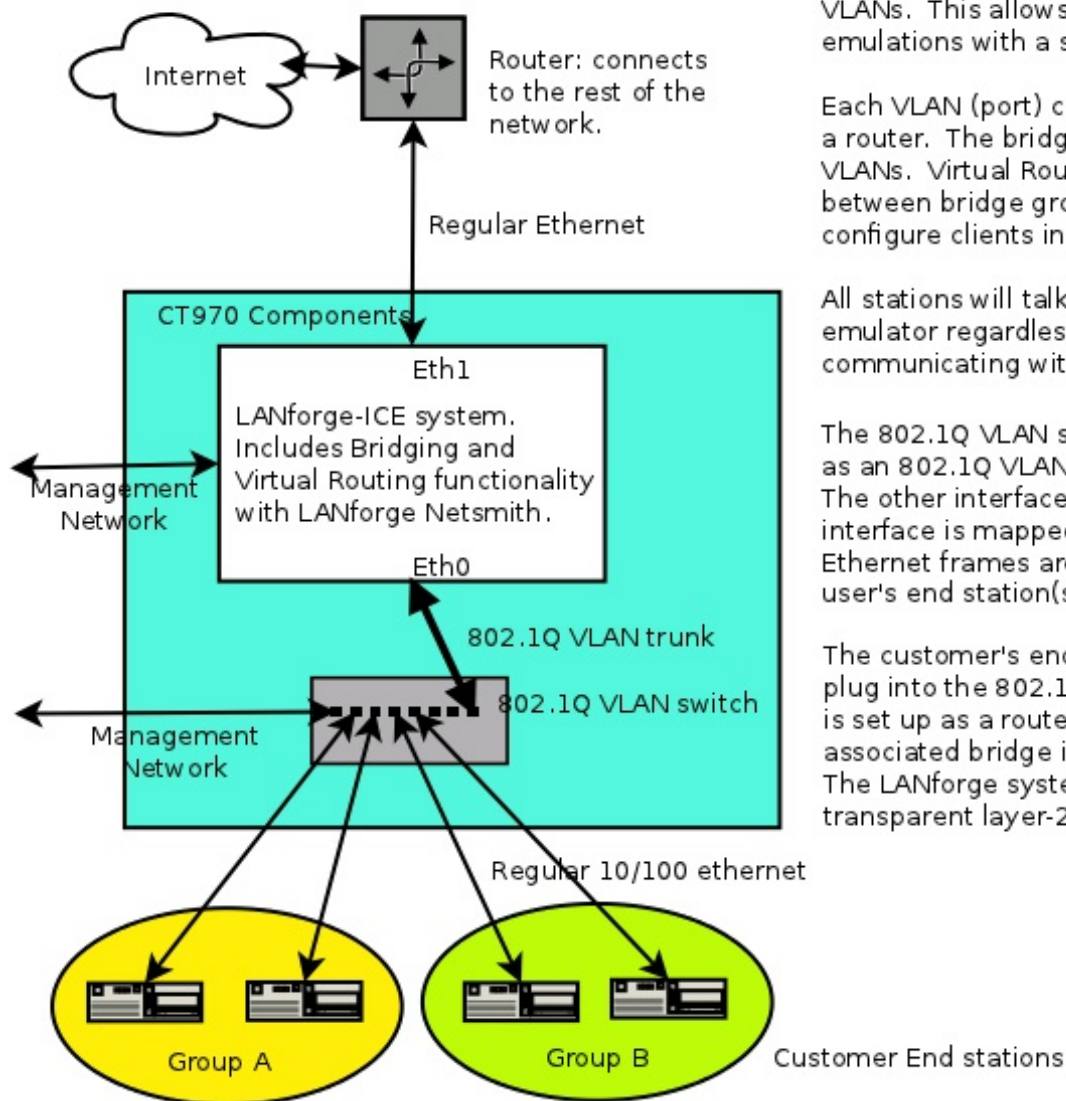 Internet
Router: connects
to the rest of the
network.
Regular Ethernet
CT970 Components
Eth1
LANforge-ICE system.
Includes Bridging and
Virtual Routing functionality
with LANforge Netsmith.
Eth0
Management
Network
802.1Q VLAN trunk
802.1Q VLAN switch
Management
Network
Regular 10/100 ethernet
Group A
Group B
Customer End stations
VLANs. This allows
emulations with a s
Each VLAN (port) c
a router. The bridg
VLANs. Virtual Rou
between bridge gro
configure clients in
All stations will talk
emulator regardles
communicating wit
The 802.1Q VLAN s
as an 802.1Q VLAN
The other interface
interface is mapped
Ethernet frames are
user's end station(s
The customer's end
plug into the 802.1
is set up as a route
associated bridge i
The LANforge syste
transparent layer-2